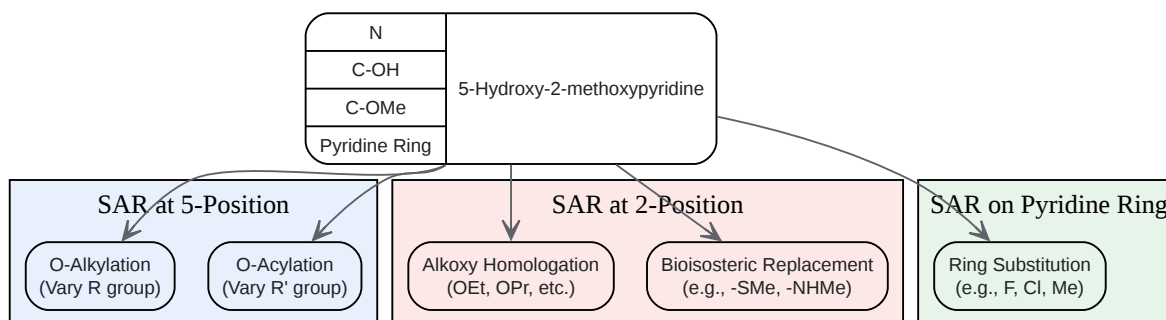 N
C-OH
C-OMe
Pyridine Ring
5-Hydroxy-2-methoxypyridine
SAR at 5-Position
O-Alkylation
(Vary R group)
O-Acylation
(Vary R' group)
SAR at 2-Position
Alkoxy Homologation
(OEt, OPr, etc.)
Bioisosteric Replacement
(e.g., -SMe, -NHMe)
SAR on Pyridine Ring
Ring Substitution
(e.g., F, Cl, Me)